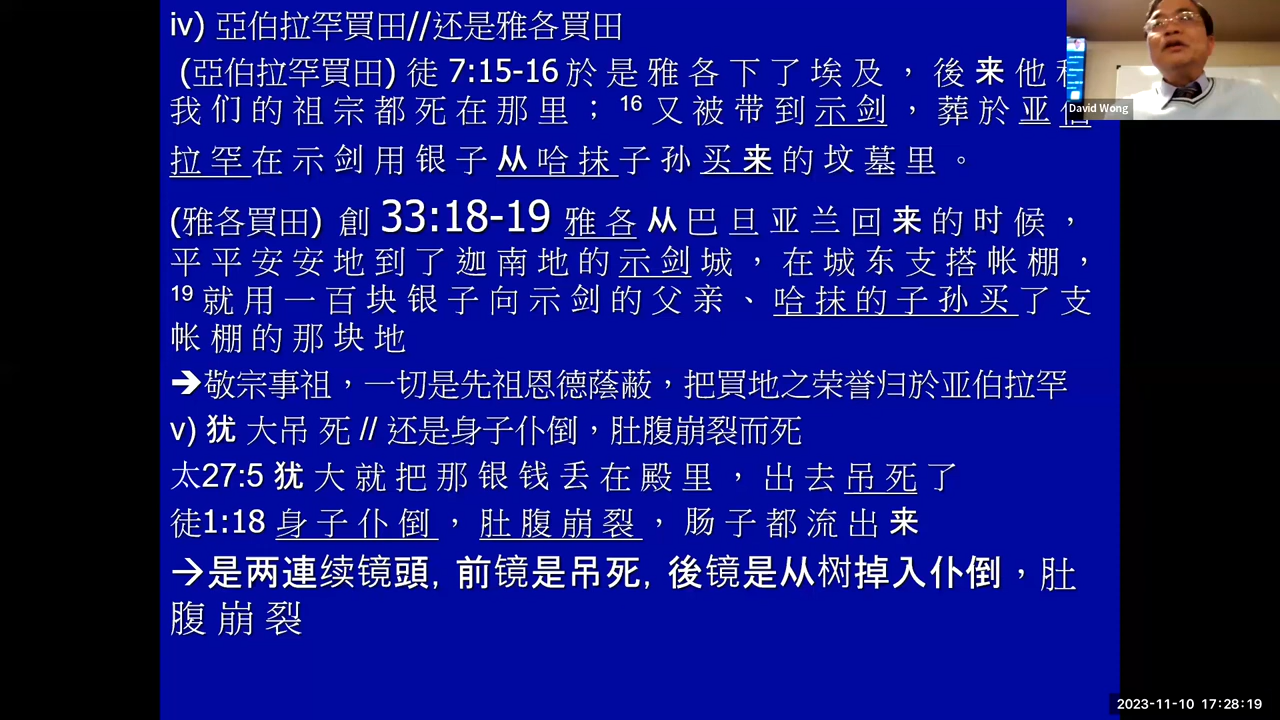 iv) 亞伯拉罕買田//还是雅各買田
(亞伯拉罕買田) 徒 7:15-16 於是雅各下了埃及，後来他
我们的祖宗都死在那里；16 又被带到示剑，葬於亚伯
拉罕在示剑用银子从哈抹子孙买来的坟墓里。
(雅各買田) 創 33:18-19 雅各从巴旦亚兰回来的时候，
平平安安地到了迦南地的示剑城，在城东支搭帐棚，
19 就用一百块银子向示剑的父亲、哈抹的子孙买了支
帐棚的那块地
➔敬宗事祖，一切是先祖恩德蔭蔽，把買地之荣誉归於亚伯拉罕
v) 犹大吊死 // 还是身子仆倒，肚腹崩裂而死
太27:5 犹大就把那银钱丢在殿里，出去吊死了
徒1:18 身子仆倒，肚腹崩裂，肠子都流出来
→是两連续镜頭, 前镜是吊死, 後镜是从树掉入仆倒，肚
腹崩裂
David Wong
2023-11-10 17:28:19